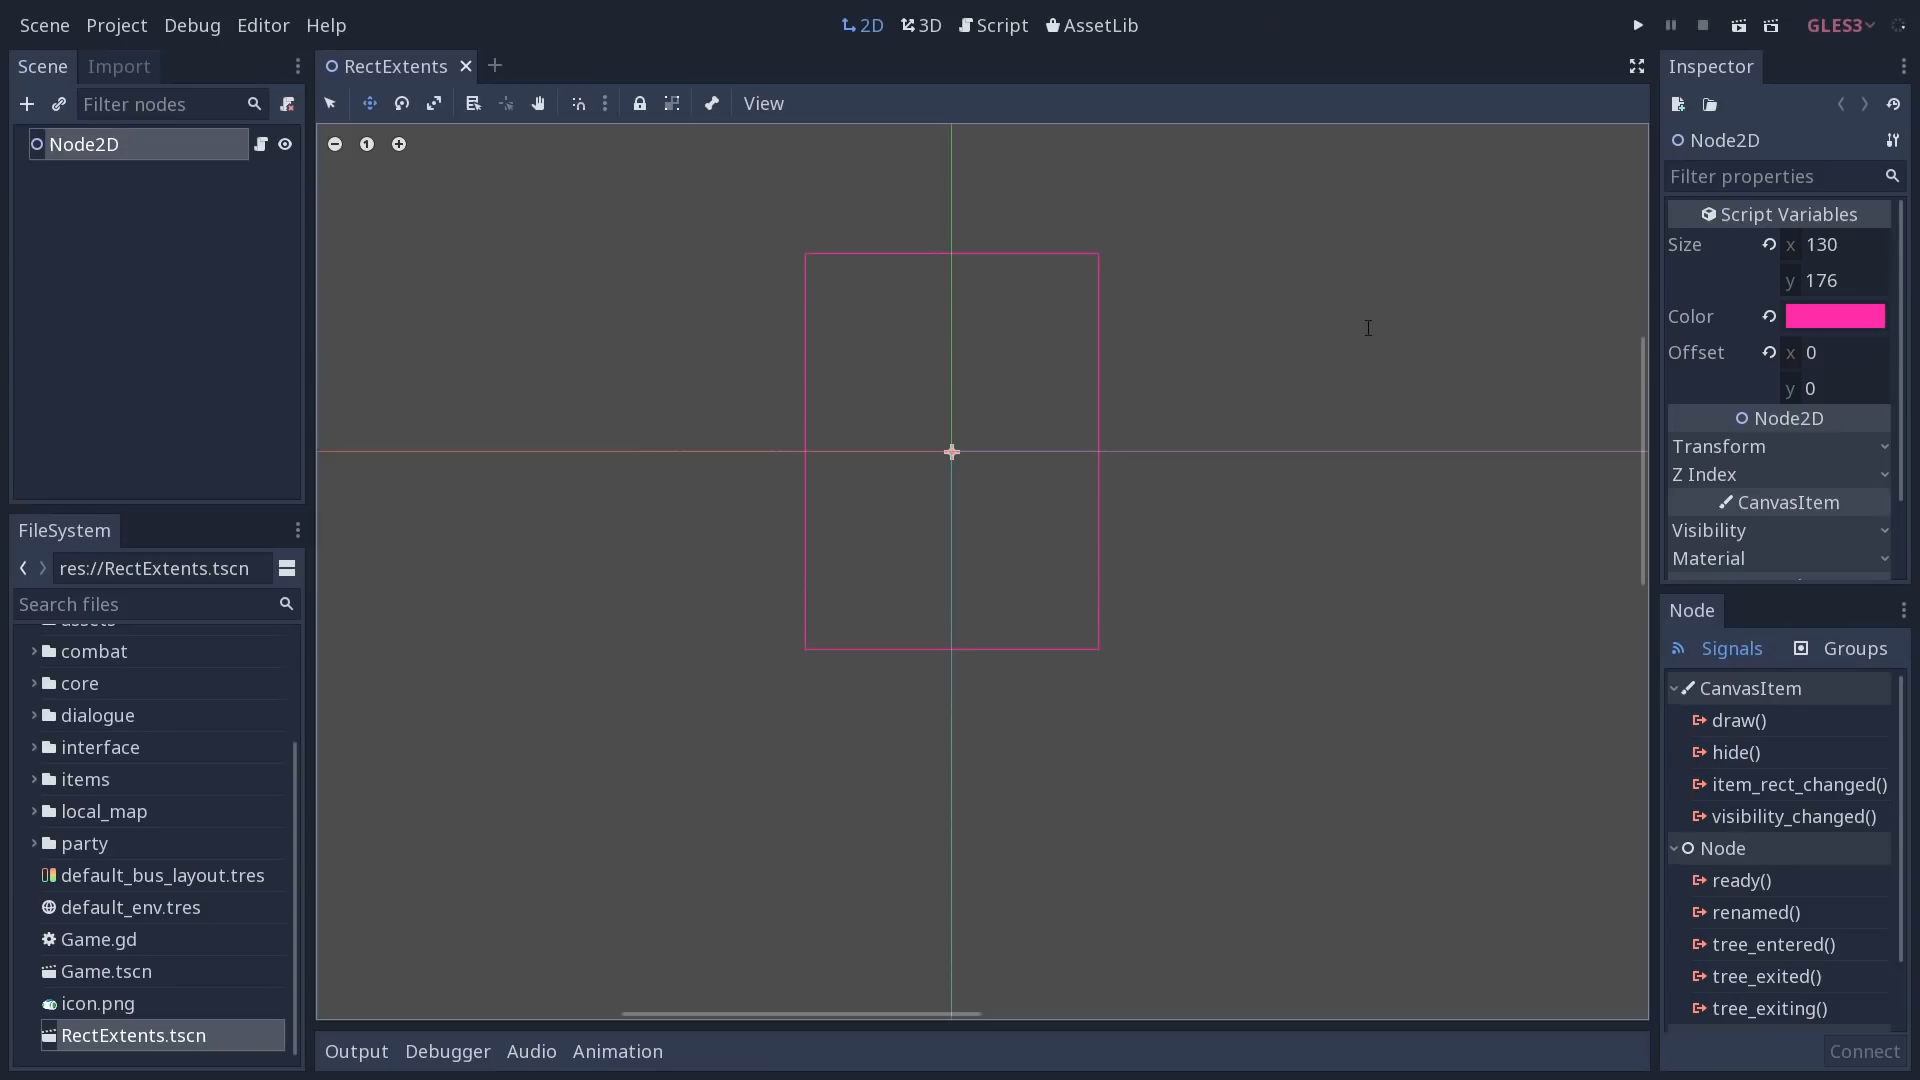 Scene Project Debug Editor Help
2D 3D Script AssetLib
GLES3
Scene Import
Filter nodes
Node2D
FileSystem
res://RectExtents.tscn
Search files
assets
combat
core
dialogue
interface
items
local_map
party
default_bus_layout.tres
default_env.tres
Game.gd
Game.tscn
icon.png
RectExtents.tscn
RectExtents
View
1
Output Debugger Audio Animation
Inspector
Node2D
Filter properties
Script Variables
Size x 130
y 176
Color
Offset x 0
y 0
Node2D
Transform
Z Index
CanvasItem
Visibility
Material
Node
Signals Groups
CanvasItem
draw()
hide()
item_rect_changed()
visibility_changed()
Node
ready()
renamed()
tree_entered()
tree_exited()
tree_exiting()
Connect